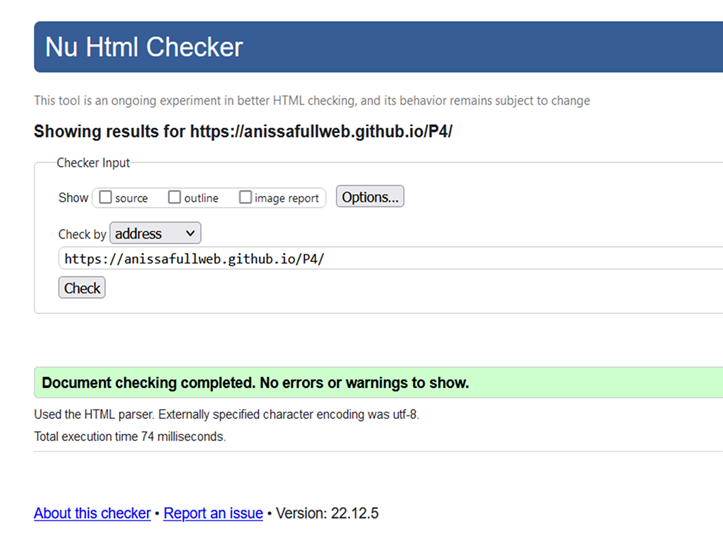 Nu Html Checker
This tool is an ongoing experiment in better HTML checking, and its behavior remains subject to change
Showing results for https://anissafullweb.github.io/P4/
Checker Input
Show source outline image report Options...
Check by address
https://anissafullweb.github.io/P4/
Check
Document checking completed. No errors or warnings to show.
Used the HTML parser. Externally specified character encoding was utf-8.
Total execution time 74 milliseconds.
About this checker • Report an issue • Version: 22.12.5